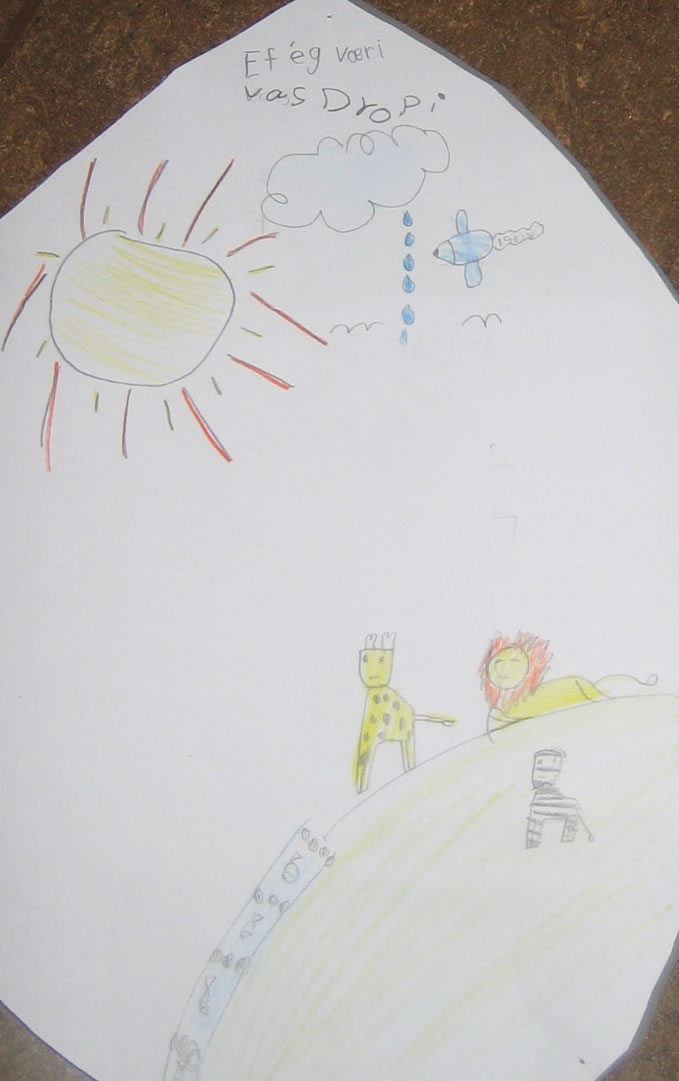 Ef ég væri
vas Dropi